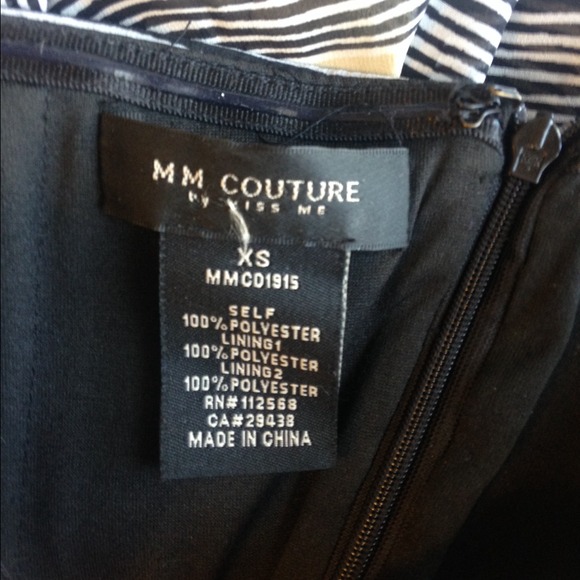 MM COUTURE
by KISS ME
XS
MMCD1915
SELF
100%POLYESTER
LINING1
100%POLYESTER
LINING2
100%POLYESTER
RN#112568
CA#29438
MADE IN CHINA